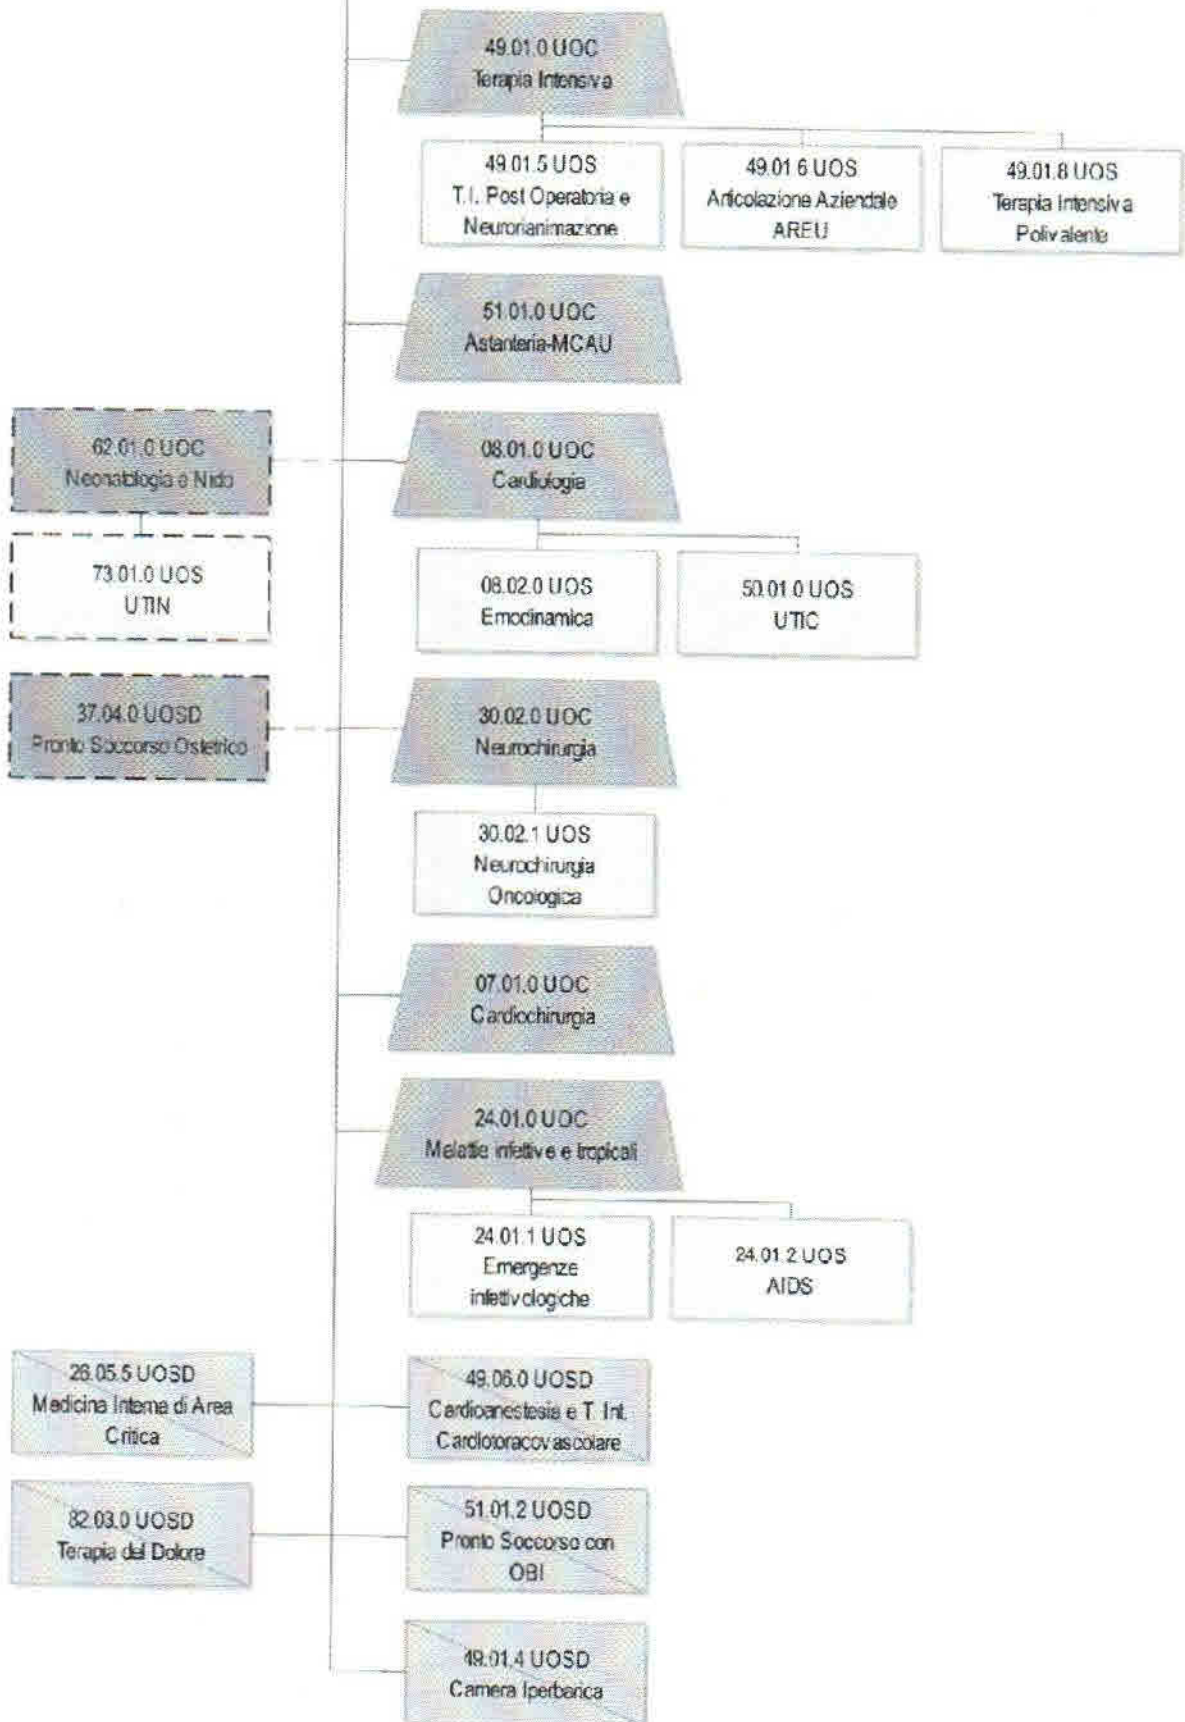 49.01.0 UOC
Terapia Intensiva
49.01.5 UOS
T.I. Post Operatoria e
Neurorianimazione
49.01.6 UOS
Articolazione Aziendale
AREU
49.01.8 UOS
Terapia Intensiva
Polivalente
51.01.0 UOC
Astanteria-MCAU
62.01.0 UOC
Neonatologia e Nido
08.01.0 UOC
Cardiologia
73.01.0 UOS
UTIN
08.02.0 UOS
Emodinamica
50.01.0 UOS
UTIC
37.04.0 UOSD
Pronto Soccorso Ostetrico
30.02.0 UOC
Neurochirurgia
30.02.1 UOS
Neurochirurgia
Oncologica
07.01.0 UOC
Cardiochirurgia
24.01.0 UOC
Malattie infettive e tropicali
24.01.1 UOS
Emergenze
infettivologiche
24.01.2 UOS
AIDS
26.05.5 UOSD
Medicina Interna di Area
Critica
49.06.0 UOSD
Cardioanestesia e T. Int.
Cardiotoracovascolare
82.03.0 UOSD
Terapia del Dolore
51.01.2 UOSD
Pronto Soccorso con
OBI
49.01.4 UOSD
Camera Iperbarica